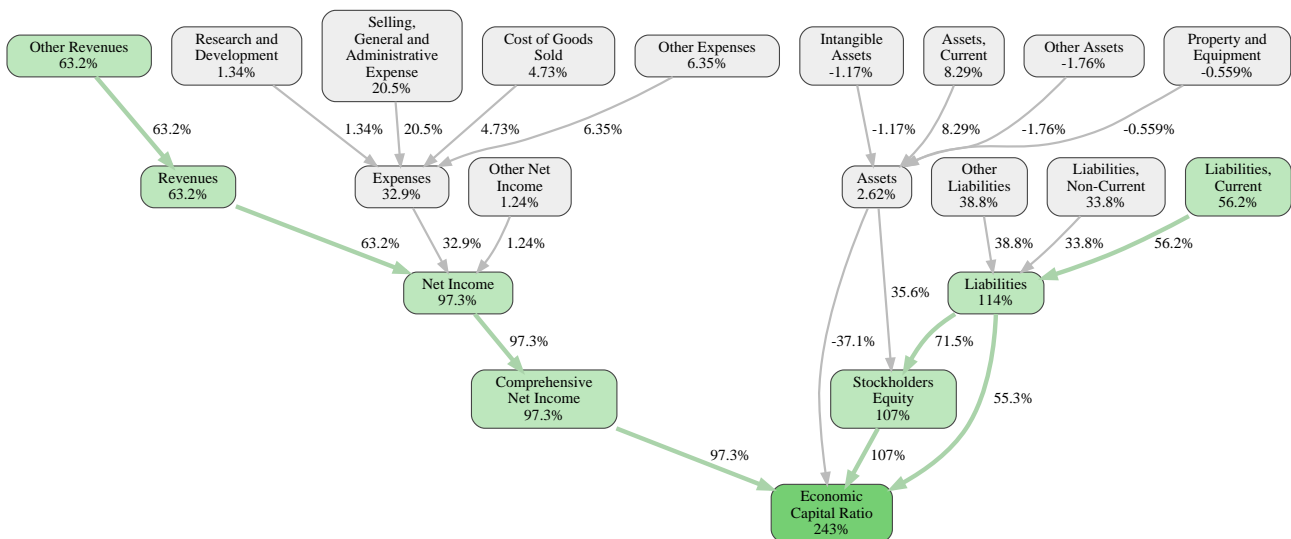 Other Revenues
63.2%
Research and
Development
1.34%
Selling,
General and
Administrative
Expense
20.5%
Cost of Goods
Sold
4.73%
Other Expenses
6.35%
Intangible
Assets
-1.17%
Assets,
Current
8.29%
Other Assets
-1.76%
Property and
Equipment
-0.559%
63.2%
1.34%
20.5%
4.73%
6.35%
-1.17%
8.29%
-1.76%
-0.559%
Revenues
63.2%
Expenses
32.9%
Other Net
Income
1.24%
Assets
2.62%
Other
Liabilities
38.8%
Liabilities,
Non-Current
33.8%
Liabilities,
Current
56.2%
63.2%
32.9%
1.24%
38.8%
33.8%
56.2%
Net Income
97.3%
35.6%
Liabilities
114%
97.3%
-37.1%
71.5%
Comprehensive
Net Income
97.3%
Stockholders
Equity
107%
55.3%
97.3%
107%
Economic
Capital Ratio
243%